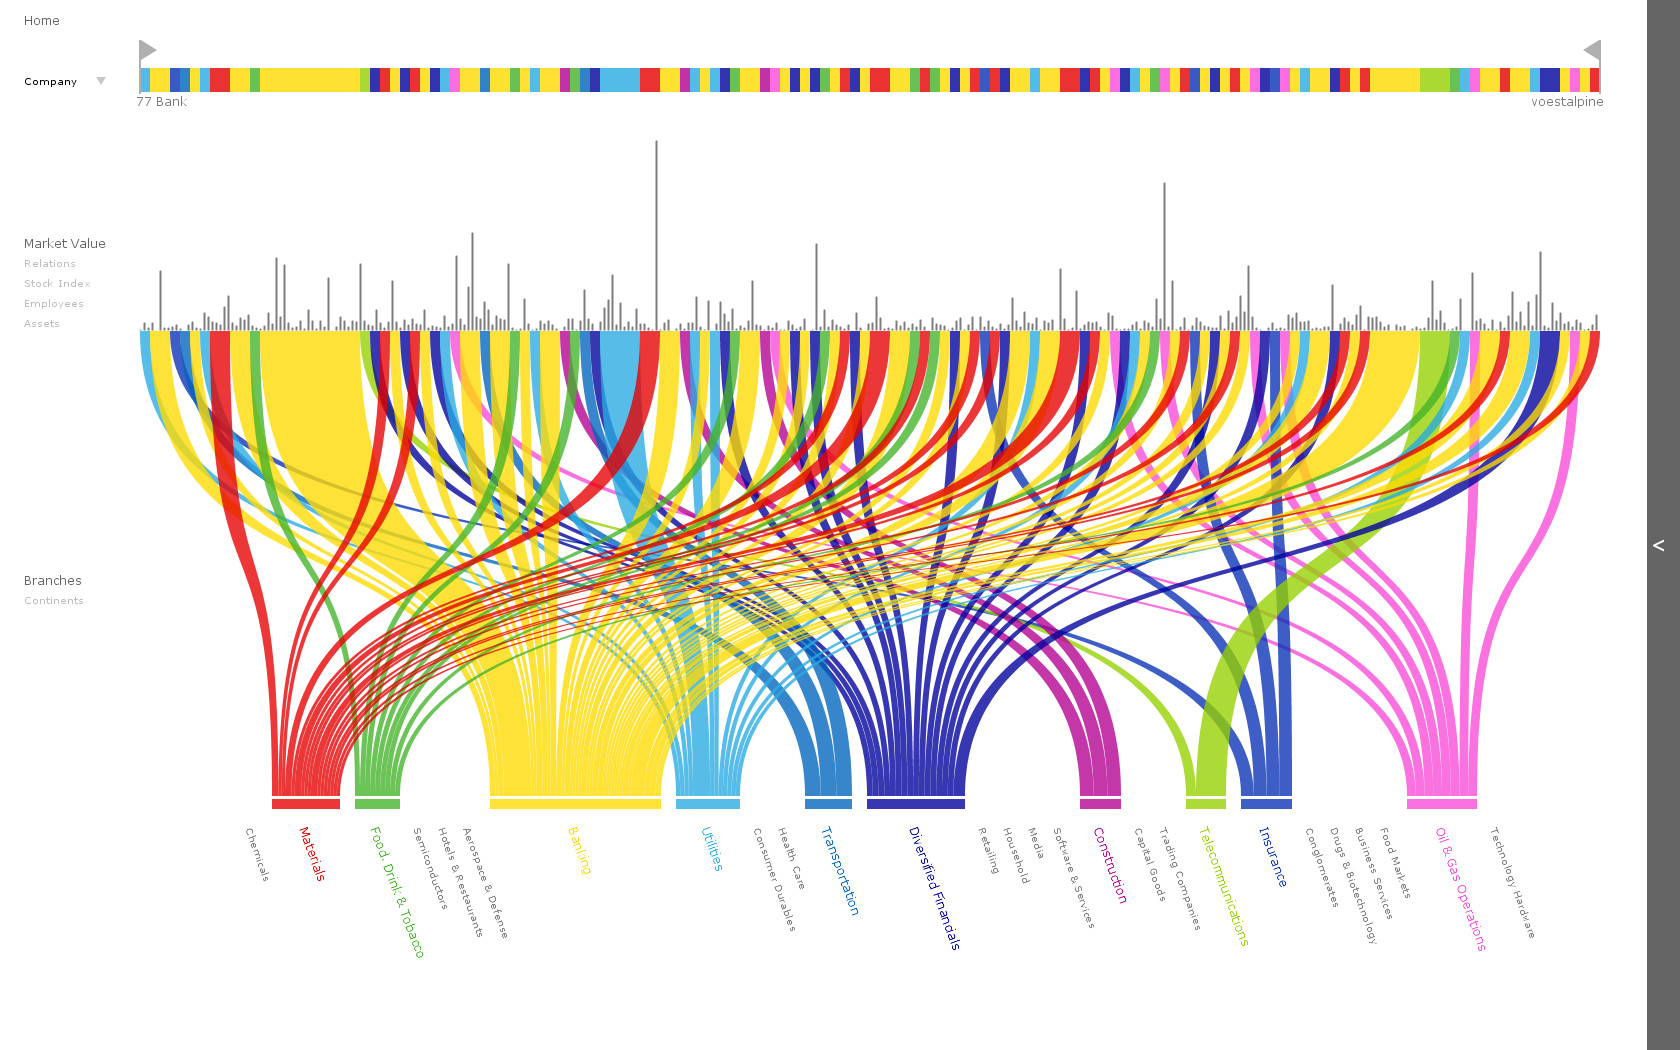 Home
Company
77 Bank
voestalpine
Market Value
Relations
Stock Index
Employees
Assets
Branches
Continents
<
Chemicals
Materials
Food, Drink & Tobacco
Semiconductors
Hotels & Restaurants
Aerospace & Defense
Banking
Utilities
Consumer Durables
Health Care
Transportation
Diversified Financials
Retailing
Household
Media
Software & Services
Construction
Capital Goods
Trading Companies
Telecommunications
Insurance
Conglomerates
Drugs & Biotechnology
Business Services
Food Markets
Oil & Gas Operations
Technology Hardware